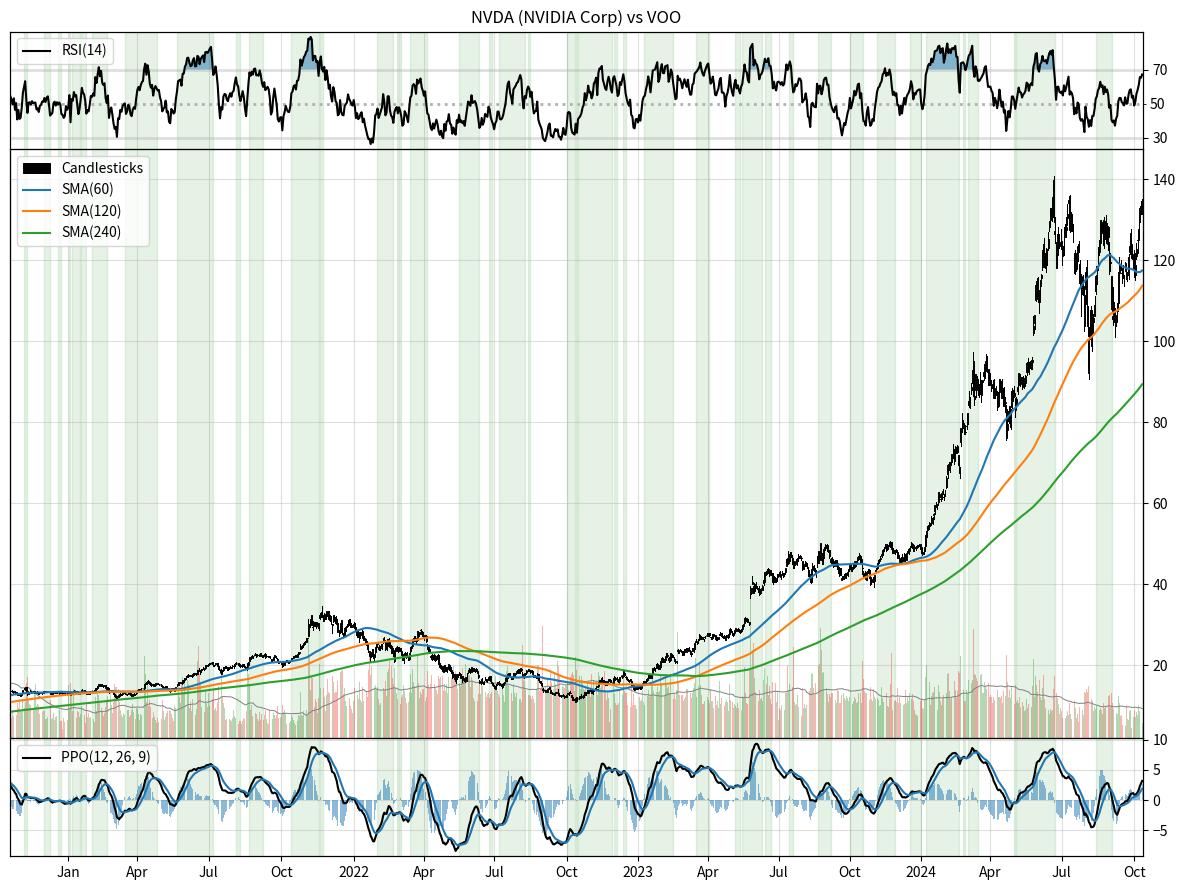 NVDA (NVIDIA Corp) vs VOO
RSI(14)
70
50
30
Candlesticks
SMA(60)
SMA(120)
SMA(240)
140
120
100
80
60
40
20
PPO(12, 26, 9)
10
5
0
−5
Jan Apr Jul Oct 2022 Apr Jul Oct 2023 Apr Jul Oct 2024 Apr Jul Oct